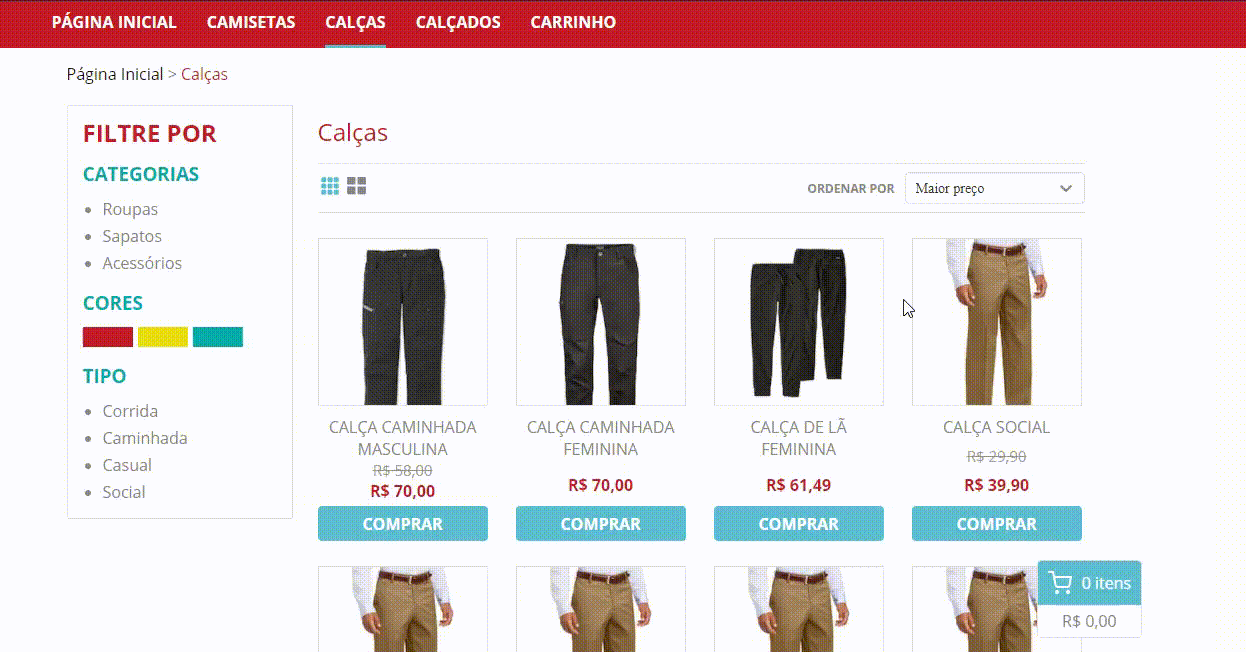 PÁGINA INICIAL CAMISETAS CALÇAS CALÇADOS CARRINHO
Página Inicial > Calças
FILTRE POR
CATEGORIAS
Roupas
Sapatos
Acessórios
CORES
TIPO
Corrida
Caminhada
Casual
Social
Calças
ORDENAR POR Maior preço
CALÇA CAMINHADA
MASCULINA
R$ 58,00
R$ 70,00
COMPRAR
CALÇA CAMINHADA
FEMININA
R$ 70,00
COMPRAR
CALÇA DE LÃ
FEMININA
R$ 61,49
COMPRAR
CALÇA SOCIAL
R$ 29,90
R$ 39,90
COMPRAR
0 itens
R$ 0,00